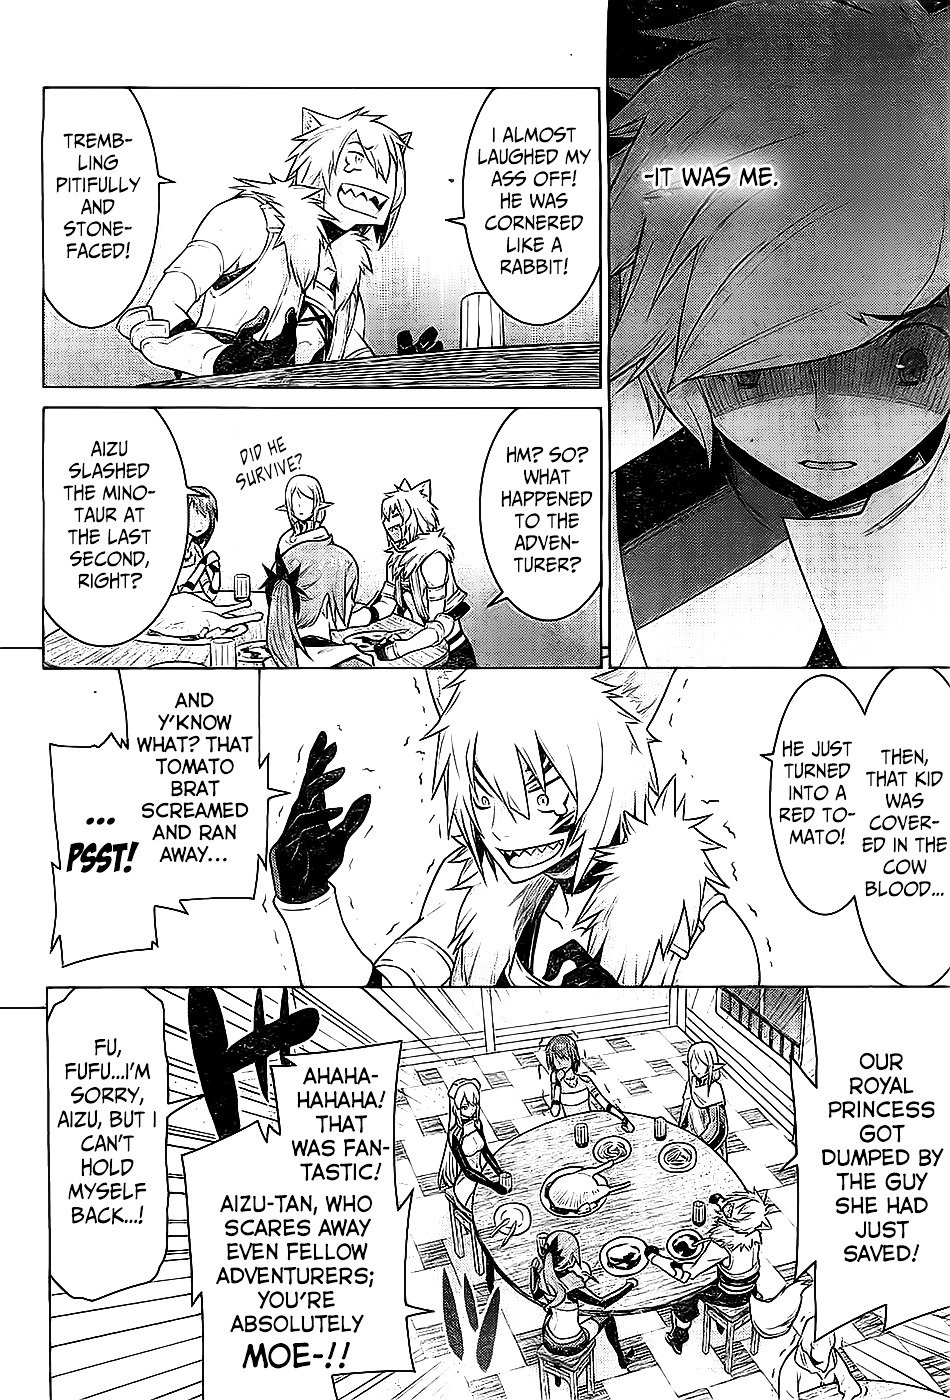 -IT WAS ME.
I ALMOST
LAUGHED MY
ASS OFF!
HE WAS
CORNERED
LIKE A
RABBIT!
TREMB-
LING
PITIFULLY
AND
STONE-
FACED!
HM? SO?
WHAT
HAPPENED
TO THE
ADVEN-
TURER?
DID HE
SURVIVE?
AIZU
SLASHED
THE MINO-
TAUR AT
THE LAST
SECOND,
RIGHT?
THEN,
THAT KID
WAS
COVER-
ED IN THE
COW
BLOOD...
HE JUST
TURNED
INTO A
RED TO-
MATO!
AND
Y'KNOW
WHAT? THAT
TOMATO
BRAT
SCREAMED
AND RAN
AWAY...
...
PSST!
OUR
ROYAL
PRINCESS
GOT
DUMPED BY
THE GUY
SHE HAD
JUST
SAVED!
AHAHA-
HAHAHA!
THAT
WAS FAN-
TASTIC!
AIZU-TAN, WHO
SCARES AWAY
EVEN FELLOW
ADVENTURERS;
YOU'RE
ABSOLUTELY
MOE-!!
FU,
FUFU...I'M
SORRY,
AIZU, BUT I
CAN'T
HOLD
MYSELF
BACK...!